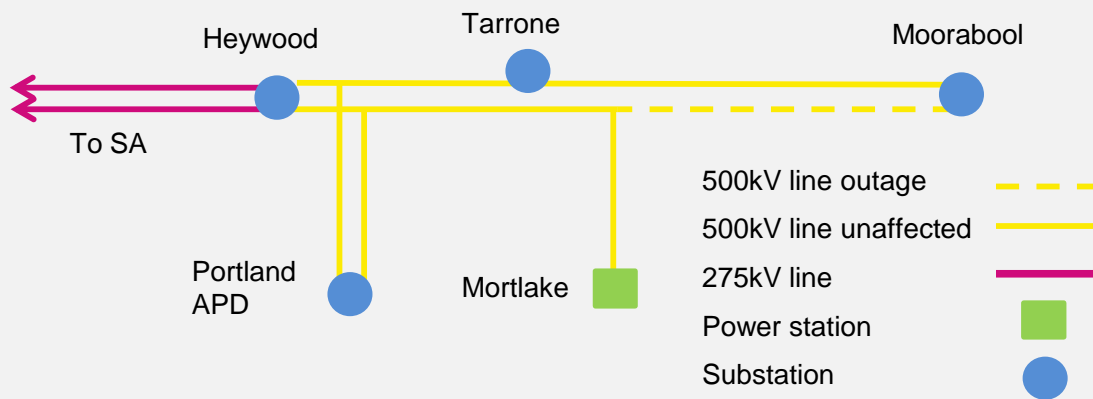 Heywood
Tarrone
Moorabool
To SA
Portland
APD
Mortlake
500kV line outage
500kV line unaffected
275kV line
Power station
Substation